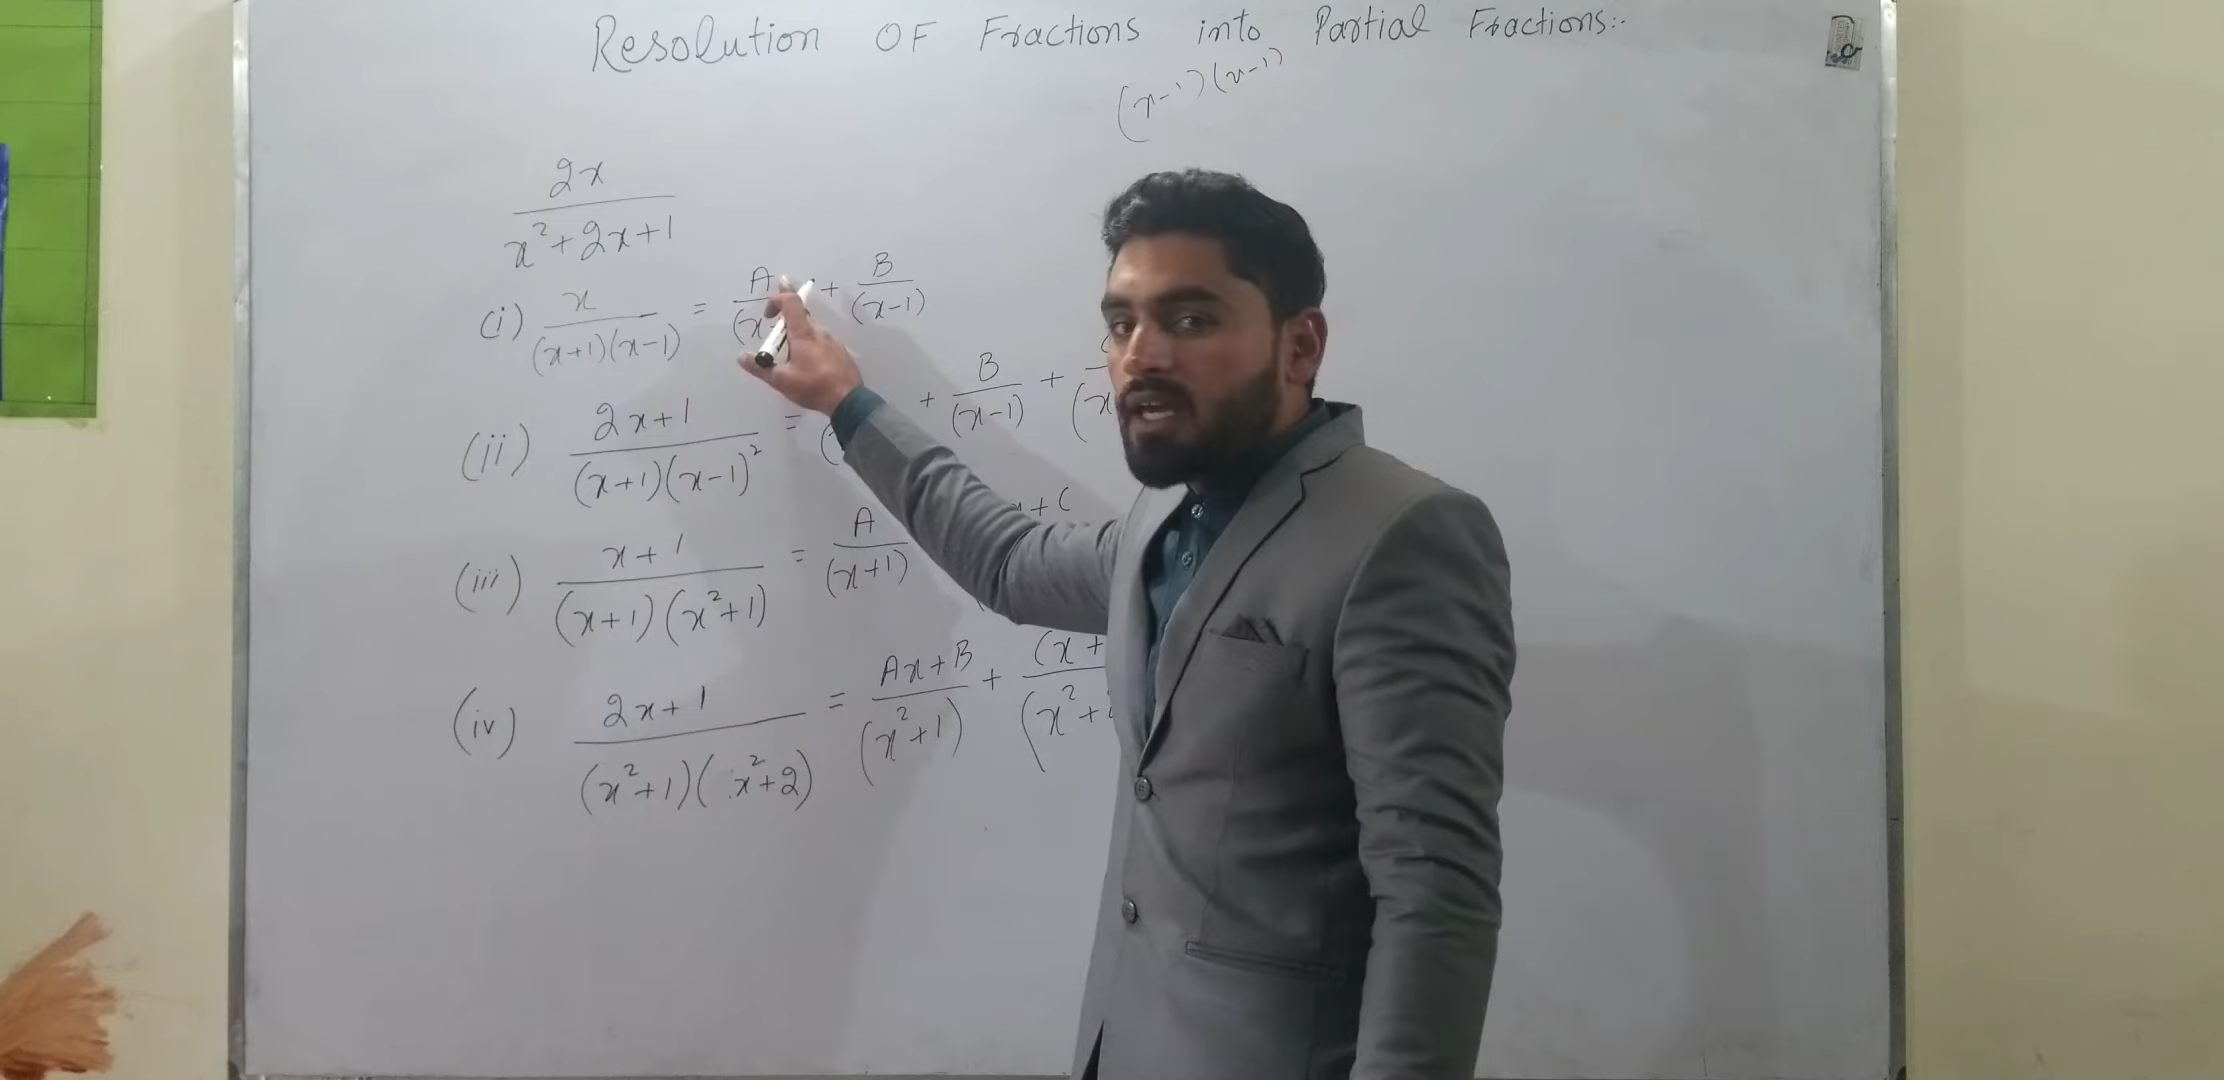 Resolution OF Fractions into Partial Fractions:-
(x-1)(x-1)
2x
x²+2x+1
(i) x/(x+1)(x-1) = A/(x + B/(x-1)
(ii) 2x+1/(x+1)(x-1)² = ( + B/(x-1) + /(x
(iii) x+1/(x+1)(x²+1) = A/(x+1) +C
(iv) 2x+1/(x²+1)(x²+2) = Ax+B/(x²+1) + (x+/(x²+